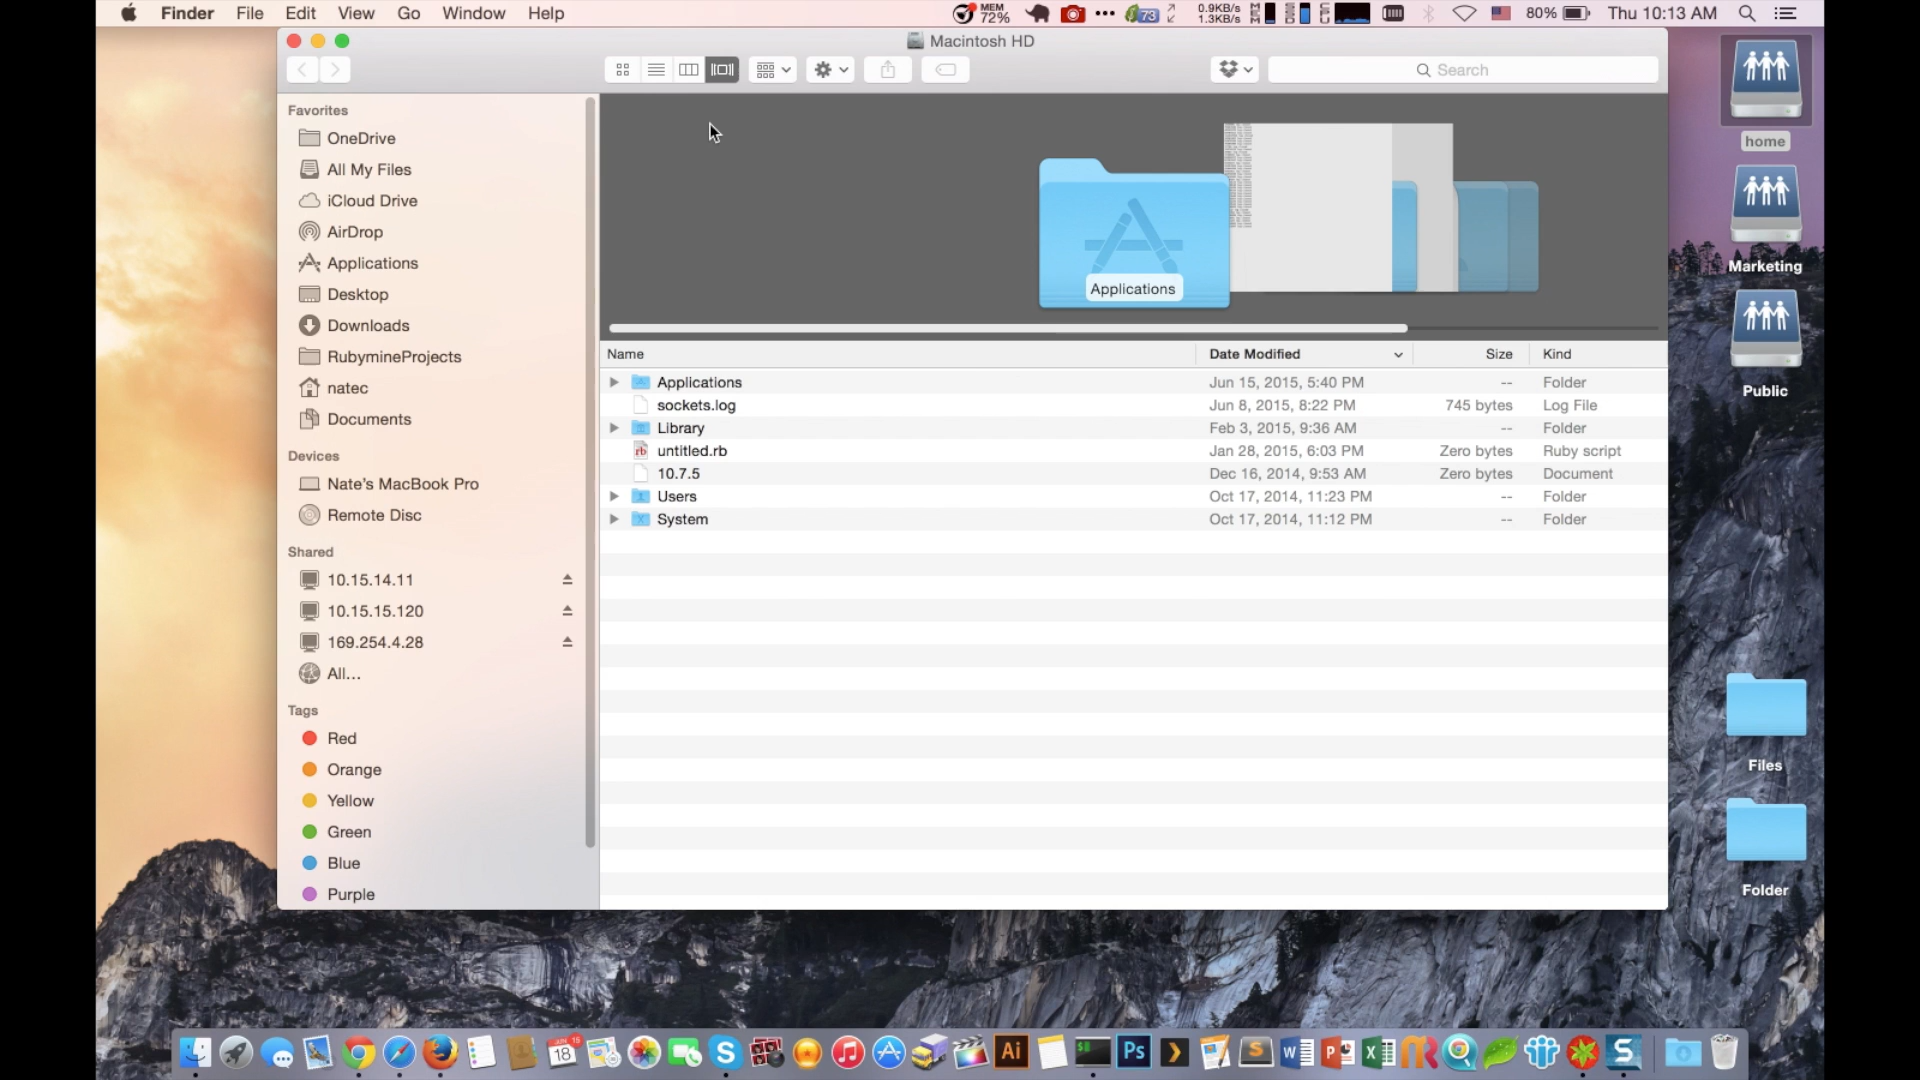 Finder File Edit View Go Window Help MEM 72% 73 0.9KB/s 1.3KB/s 80% Thu 10:13 AM
Macintosh HD
Search
Favorites
OneDrive
All My Files
iCloud Drive
AirDrop
Applications
Desktop
Downloads
RubymineProjects
natec
Documents
Devices
Nate's MacBook Pro
Remote Disc
Shared
10.15.14.11
10.15.15.120
169.254.4.28
All...
Tags
Red
Orange
Yellow
Green
Blue
Purple
Applications
Name Date Modified Size Kind
Applications Jun 15, 2015, 5:40 PM -- Folder
sockets.log Jun 8, 2015, 8:22 PM 745 bytes Log File
Library Feb 3, 2015, 9:36 AM -- Folder
untitled.rb Jan 28, 2015, 6:03 PM Zero bytes Ruby script
10.7.5 Dec 16, 2014, 9:53 AM Zero bytes Document
Users Oct 17, 2014, 11:23 PM -- Folder
System Oct 17, 2014, 11:12 PM -- Folder
home
Marketing
Public
Files
Folder
18 S Ai Ps S W P X S